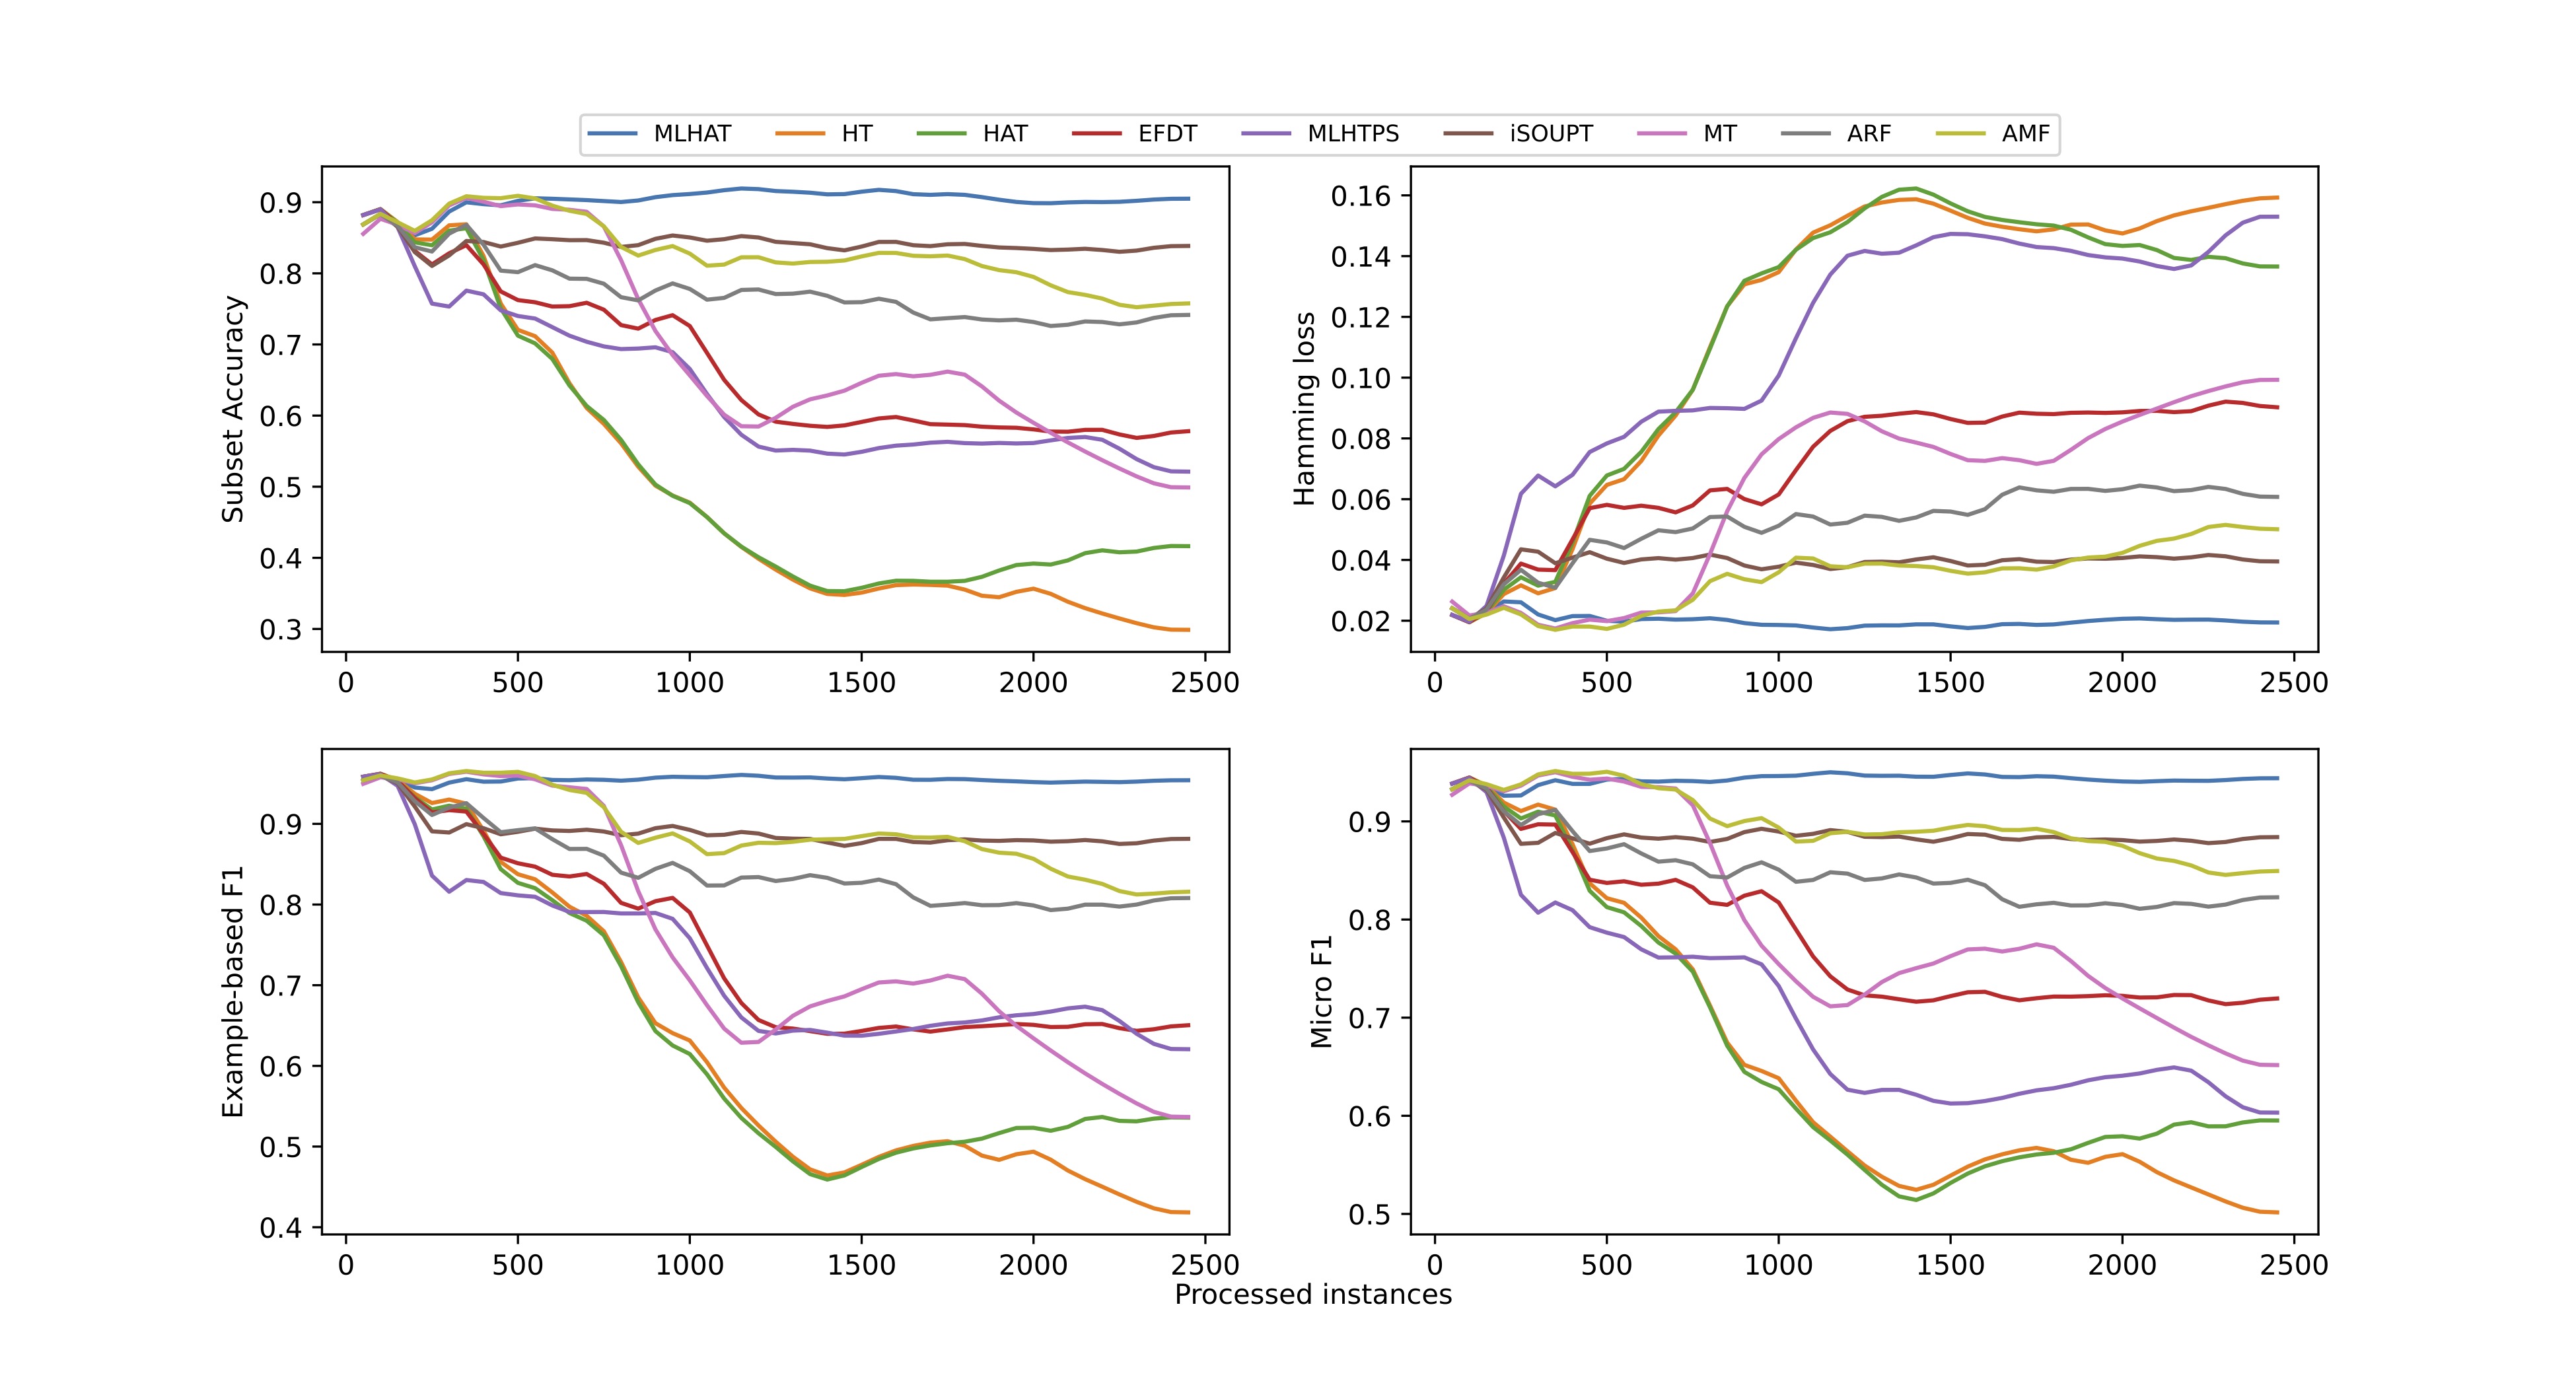 MLHAT HT HAT EFDT MLHTPS iSOUPT MT ARF AMF
Subset Accuracy
0.9
0.8
0.7
0.6
0.5
0.4
0.3
0 500 1000 1500 2000 2500
Hamming loss
0.16
0.14
0.12
0.10
0.08
0.06
0.04
0.02
0 500 1000 1500 2000 2500
Example-based F1
0.9
0.8
0.7
0.6
0.5
0.4
0 500 1000 1500 2000 2500
Micro F1
0.9
0.8
0.7
0.6
0.5
0 500 1000 1500 2000 2500
Processed instances